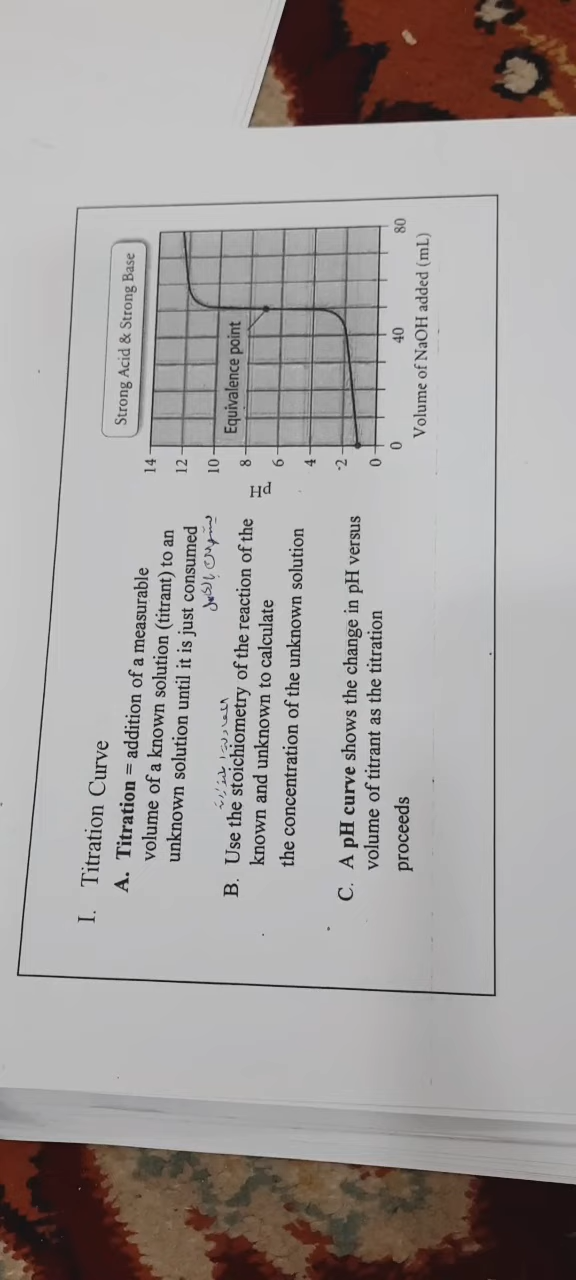 I. Titration Curve
A. Titration = addition of a measurable
volume of a known solution (titrant) to an
unknown solution until it is just consumed
B. Use the stoichiometry of the reaction of the
known and unknown to calculate
the concentration of the unknown solution
C. A pH curve shows the change in pH versus
volume of titrant as the titration
proceeds
Strong Acid & Strong Base
14
12
10
8
6
4
-2
0
pH
Equivalence point
0 40 80
Volume of NaOH added (mL)